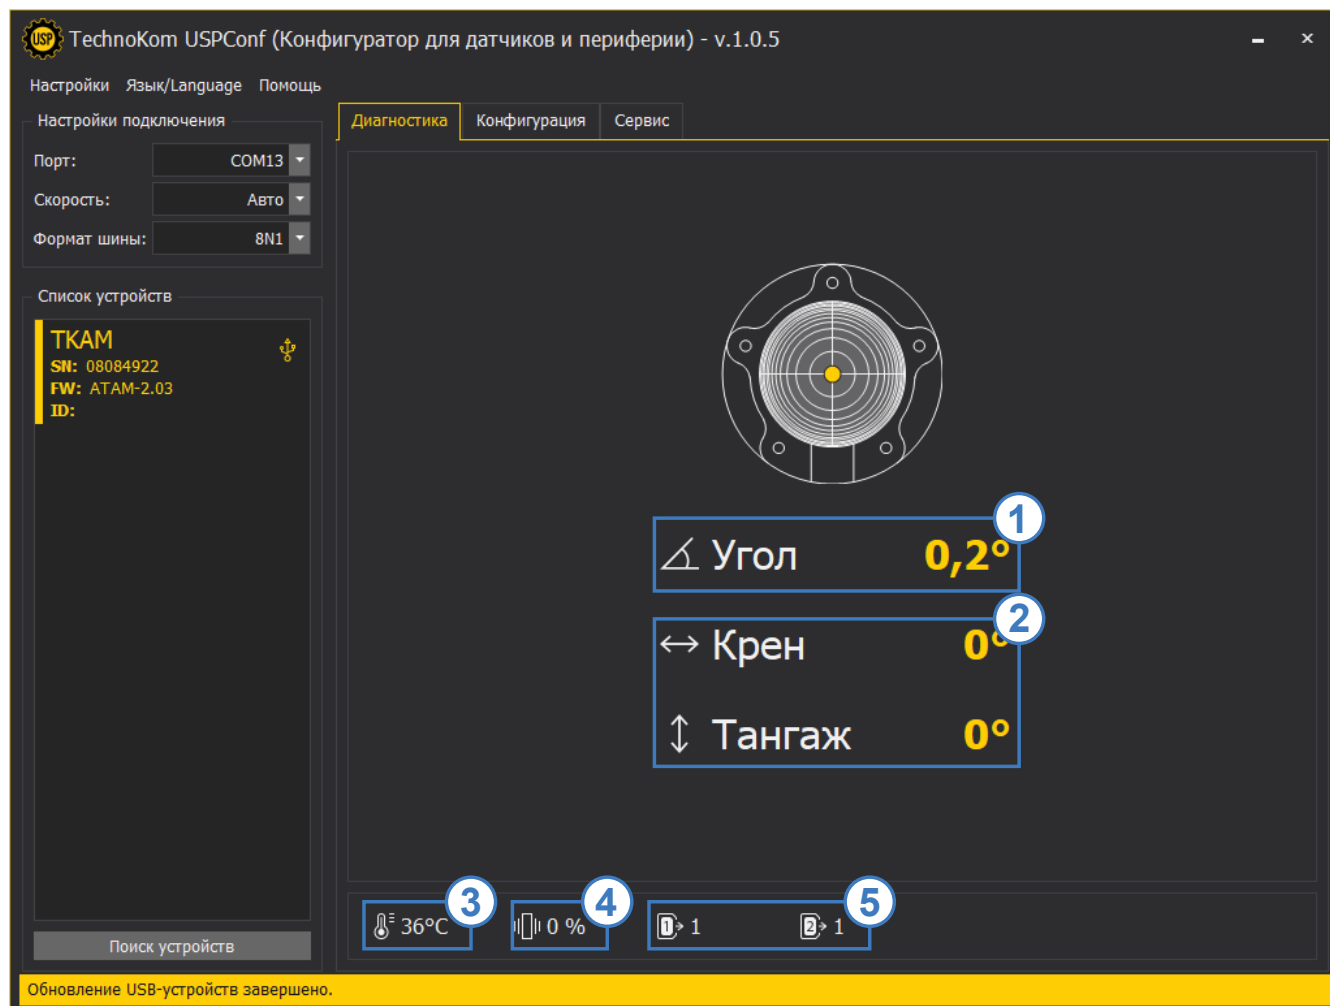 USP TechnoKom USPConf (Конфигуратор для датчиков и периферии) - v.1.0.5
Настройки Язык/Language Помощь
Настройки подключения
Порт: COM13
Скорость: Авто
Формат шины: 8N1
Список устройств
TKAM
SN: 08084922
FW: ATAM-2.03
ID:
Поиск устройств
Диагностика Конфигурация Сервис
1
Угол 0,2°
2
Крен 0°
Тангаж 0°
3 4 5
36°C 0 % 1 1 2 1
Обновление USB-устройств завершено.